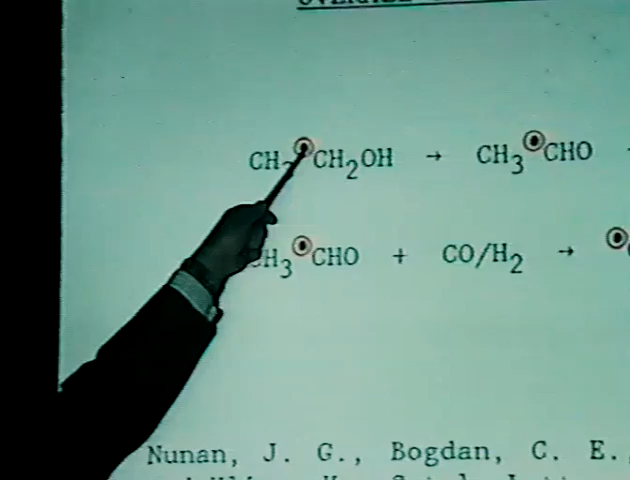 CH₃CH₂OH → CH₃CHO
CH₃CHO + CO/H₂ →
Nunan, J. G., Bogdan, C. E.,